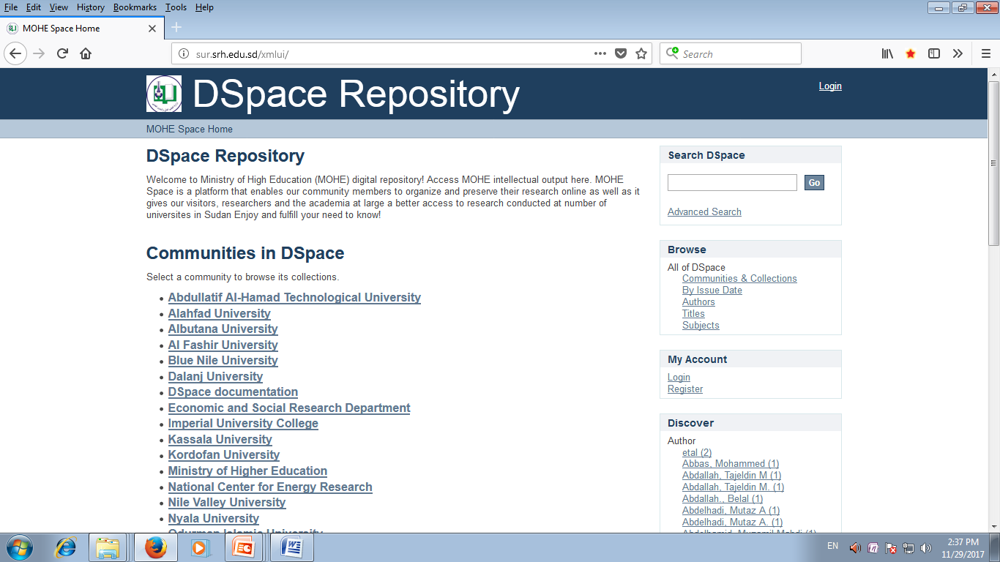 File Edit View History Bookmarks Tools Help
MOHE Space Home
sur.srh.edu.sd/xmlui/
Search
DSpace Repository
Login
MOHE Space Home
DSpace Repository
Welcome to Ministry of High Education (MOHE) digital repository! Access MOHE intellectual output here. MOHE
Space is a platform that enables our community members to organize and preserve their research online as well as it
gives our visitors, researchers and the academia at large a better access to research conducted at number of
universites in Sudan Enjoy and fulfill your need to know!
Communities in DSpace
Select a community to browse its collections.
Abdullatif Al-Hamad Technological University
Alahfad University
Albutana University
Al Fashir University
Blue Nile University
Dalanj University
DSpace documentation
Economic and Social Research Department
Imperial University College
Kassala University
Kordofan University
Ministry of Higher Education
National Center for Energy Research
Nile Valley University
Nyala University
Search DSpace
Go
Advanced Search
Browse
All of DSpace
Communities & Collections
By Issue Date
Authors
Titles
Subjects
My Account
Login
Register
Discover
Author
etal (2)
Abbas, Mohammed (1)
Abdallah, Tajeldin M (1)
Abdallah, Tajeldin M. (1)
Abdallah., Belal (1)
Abdelhadi, Mutaz A (1)
Abdelhadi, Mutaz A. (1)
EN
2:37 PM
11/29/2017